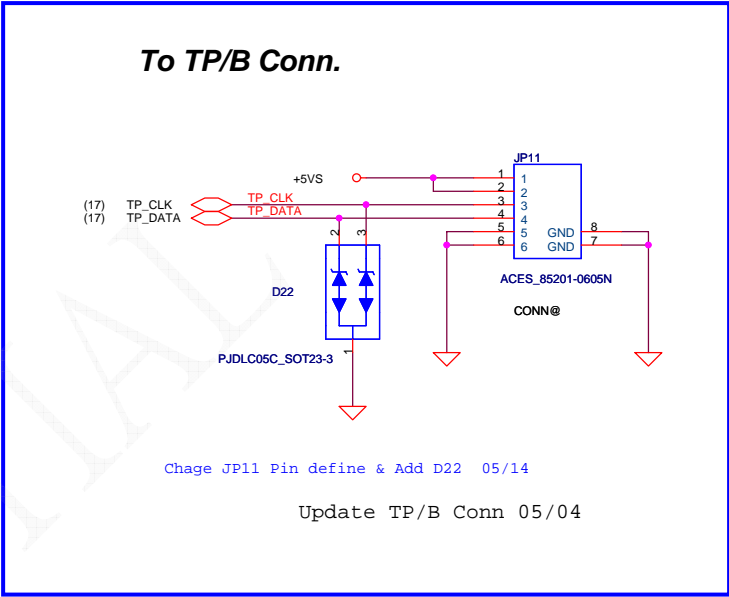 To TP/B Conn.
JP11
+5VS
1 1
2 2
(17) TP_CLK TP_CLK 3 3
(17) TP_DATA TP_DATA 4 4
5 5 GND 8
6 6 GND 7
2 3
D22
ACES_85201-0605N
CONN@
1
PJDLC05C_SOT23-3
Chage JP11 Pin define & Add D22 05/14
Update TP/B Conn 05/04